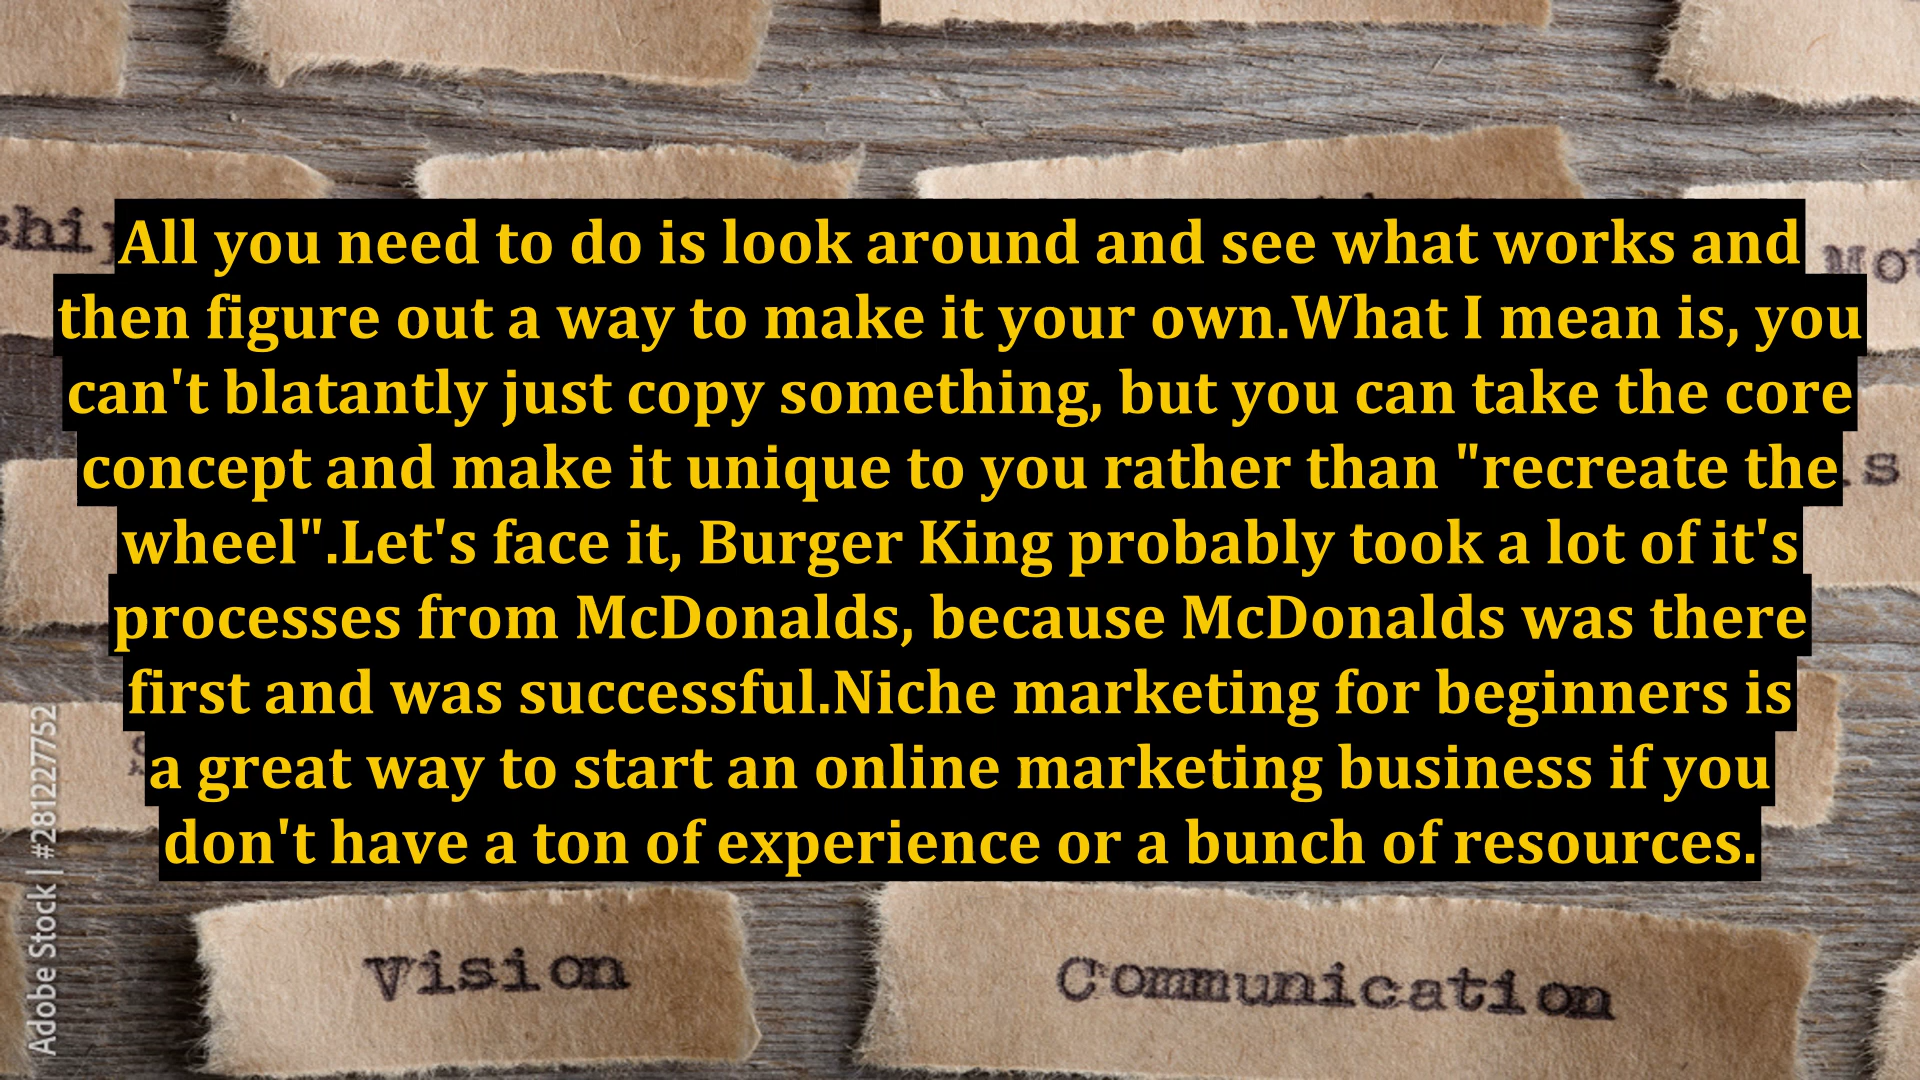 All you need to do is look around and see what works and
then figure out a way to make it your own.What I mean is, you
can't blatantly just copy something, but you can take the core
concept and make it unique to you rather than "recreate the
wheel".Let's face it, Burger King probably took a lot of it's
processes from McDonalds, because McDonalds was there
first and was successful.Niche marketing for beginners is
a great way to start an online marketing business if you
don't have a ton of experience or a bunch of resources.
Vision
Communication
Adobe Stock | #281227752